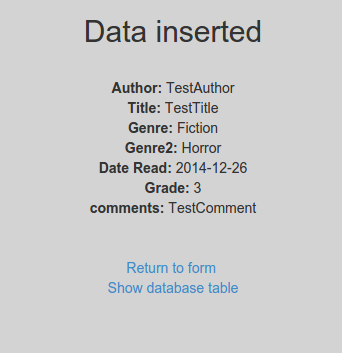 Data inserted
Author: TestAuthor
Title: TestTitle
Genre: Fiction
Genre2: Horror
Date Read: 2014-12-26
Grade: 3
comments: TestComment
Return to form
Show database table